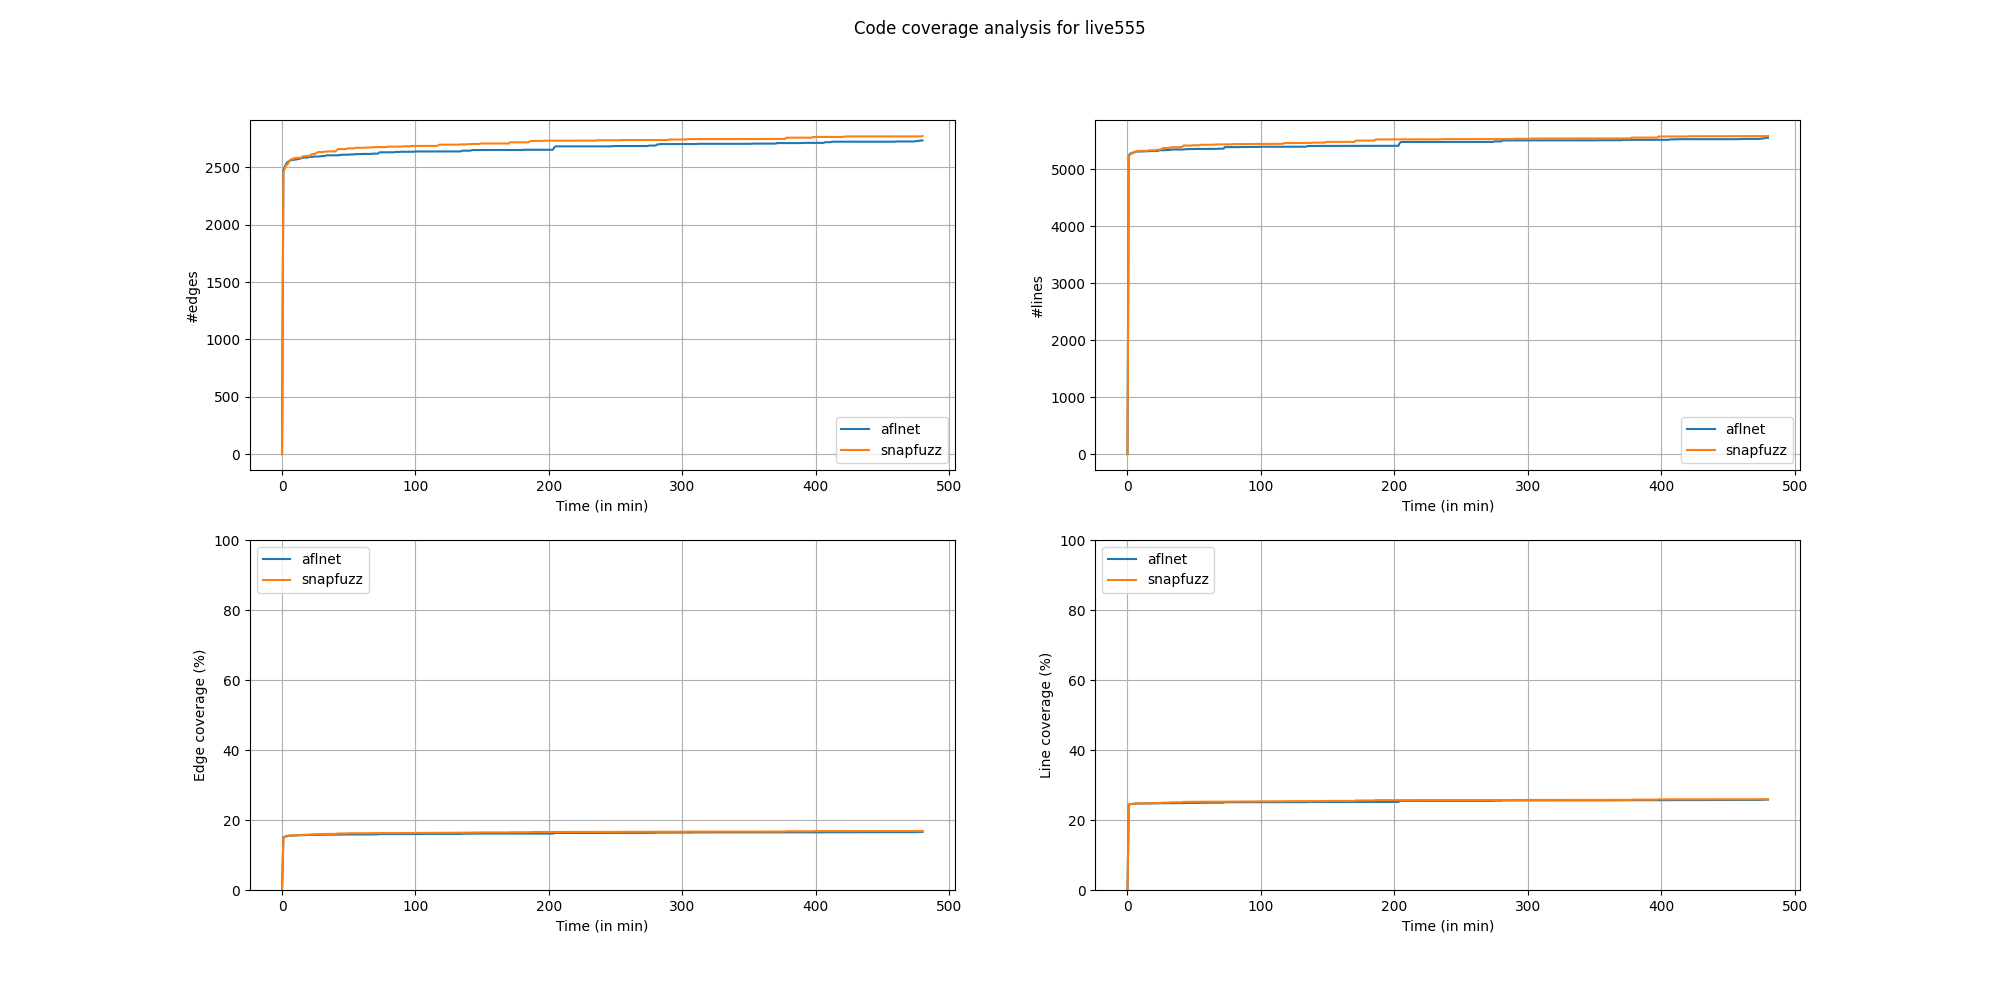 Code coverage analysis for live555
#edges
2500
2000
1500
1000
500
0
0 100 200 300 400 500
Time (in min)
aflnet
snapfuzz
#lines
5000
4000
3000
2000
1000
0
0 100 200 300 400 500
Time (in min)
aflnet
snapfuzz
Edge coverage (%)
100
80
60
40
20
0
0 100 200 300 400 500
Time (in min)
aflnet
snapfuzz
Line coverage (%)
100
80
60
40
20
0
0 100 200 300 400 500
Time (in min)
aflnet
snapfuzz